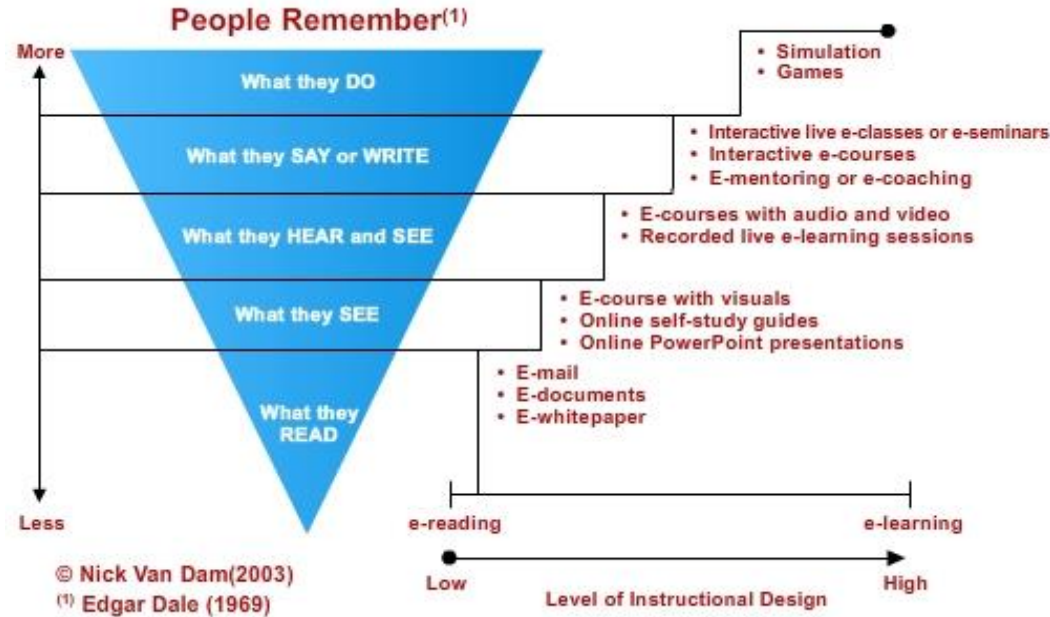 People Remember(1)
More
What they DO
• Simulation
• Games
What they SAY or WRITE
• Interactive live e-classes or e-seminars
• Interactive e-courses
• E-mentoring or e-coaching
What they HEAR and SEE
• E-courses with audio and video
• Recorded live e-learning sessions
What they SEE
• E-course with visuals
• Online self-study guides
• Online PowerPoint presentations
What they
READ
• E-mail
• E-documents
• E-whitepaper
Less
e-reading
e-learning
Low
High
Level of Instructional Design
© Nick Van Dam(2003)
(1) Edgar Dale (1969)